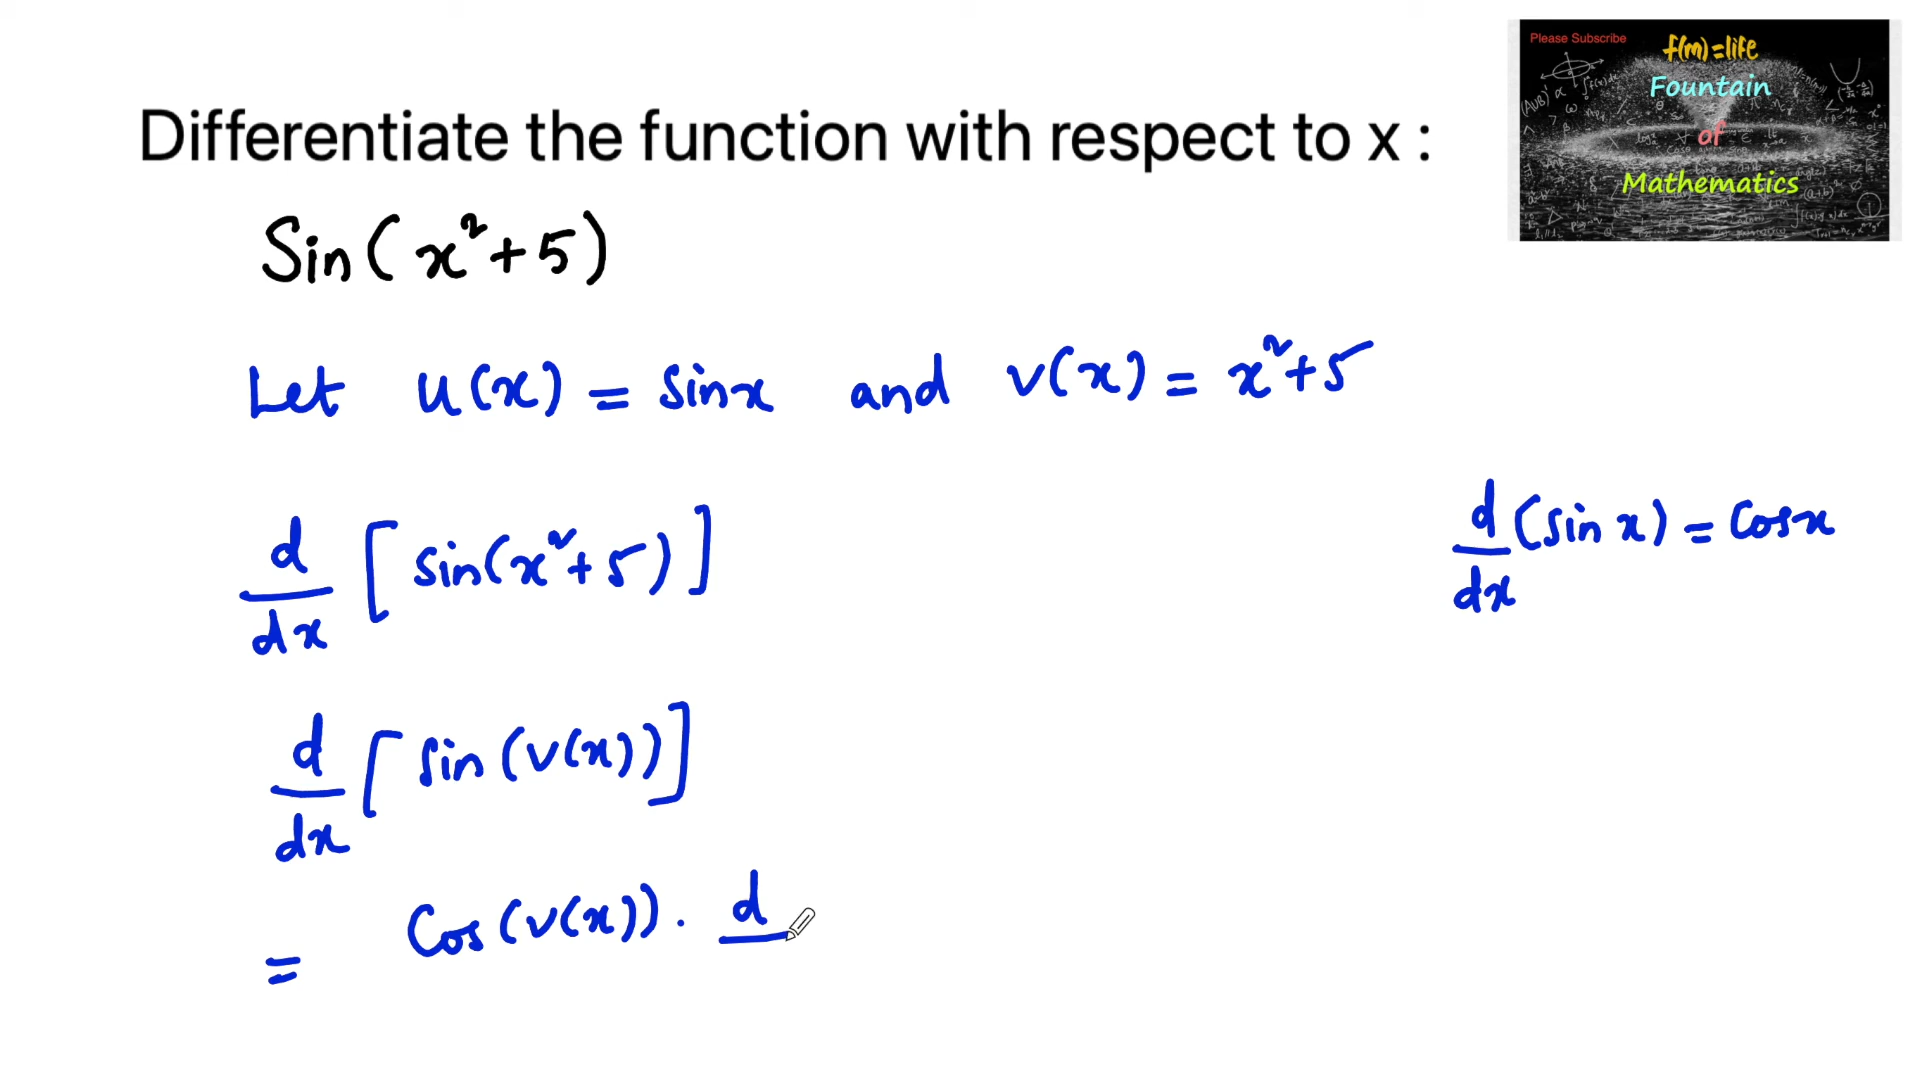 Please Subscribe
f(m)=life
Fountain
of
Mathematics
Differentiate the function with respect to x :
Sin(x²+5)
Let u(x) = sinx and v(x) = x²+5
d/dx [sin(x²+5)]
d/dx (sin x) = cosx
d/dx [sin(v(x))]
= Cos(v(x)) . d